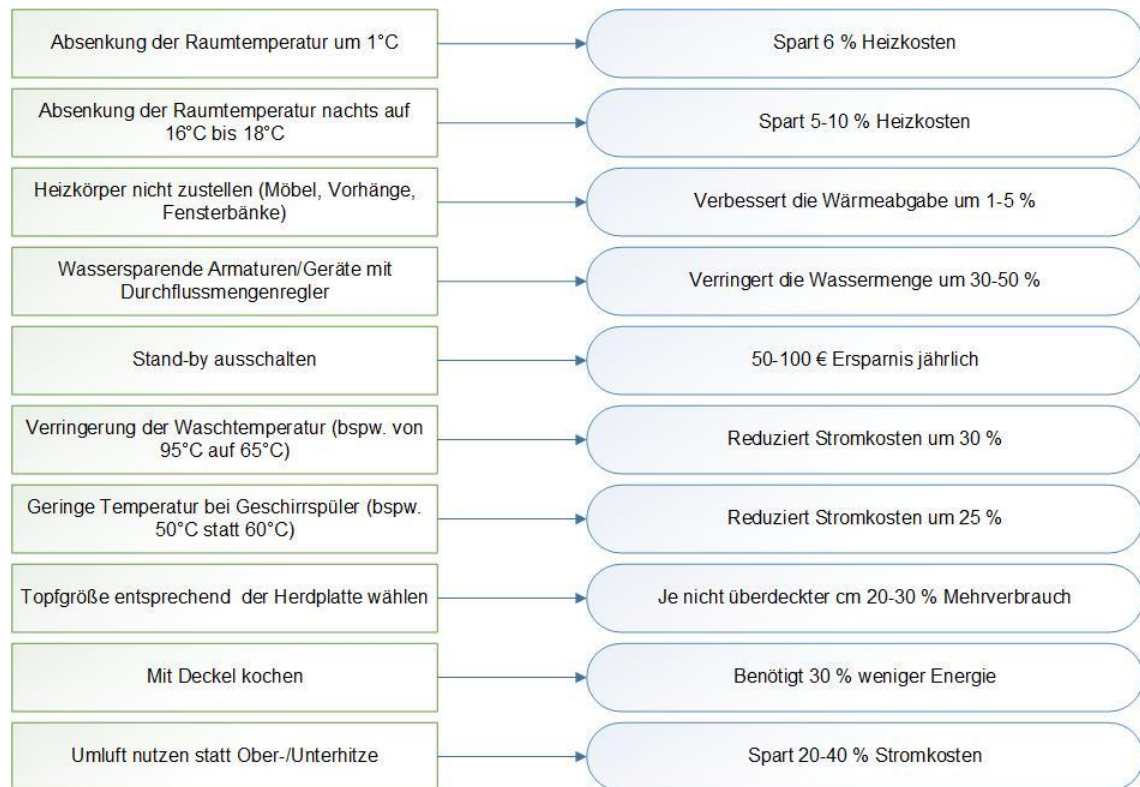 Absenkung der Raumtemperatur um 1°C
Spart 6 % Heizkosten
Absenkung der Raumtemperatur nachts auf
16°C bis 18°C
Spart 5-10 % Heizkosten
Heizkörper nicht zustellen (Möbel, Vorhänge,
Fensterbänke)
Verbessert die Wärmeabgabe um 1-5 %
Wassersparende Armaturen/Geräte mit
Durchflussmengenregler
Verringert die Wassermenge um 30-50 %
Stand-by ausschalten
50-100 € Ersparnis jährlich
Verringerung der Waschtemperatur (bspw. von
95°C auf 65°C)
Reduziert Stromkosten um 30 %
Geringe Temperatur bei Geschirrspüler (bspw.
50°C statt 60°C)
Reduziert Stromkosten um 25 %
Topfgröße entsprechend der Herdplatte wählen
Je nicht überdeckter cm 20-30 % Mehrverbrauch
Mit Deckel kochen
Benötigt 30 % weniger Energie
Umluft nutzen statt Ober-/Unterhitze
Spart 20-40 % Stromkosten